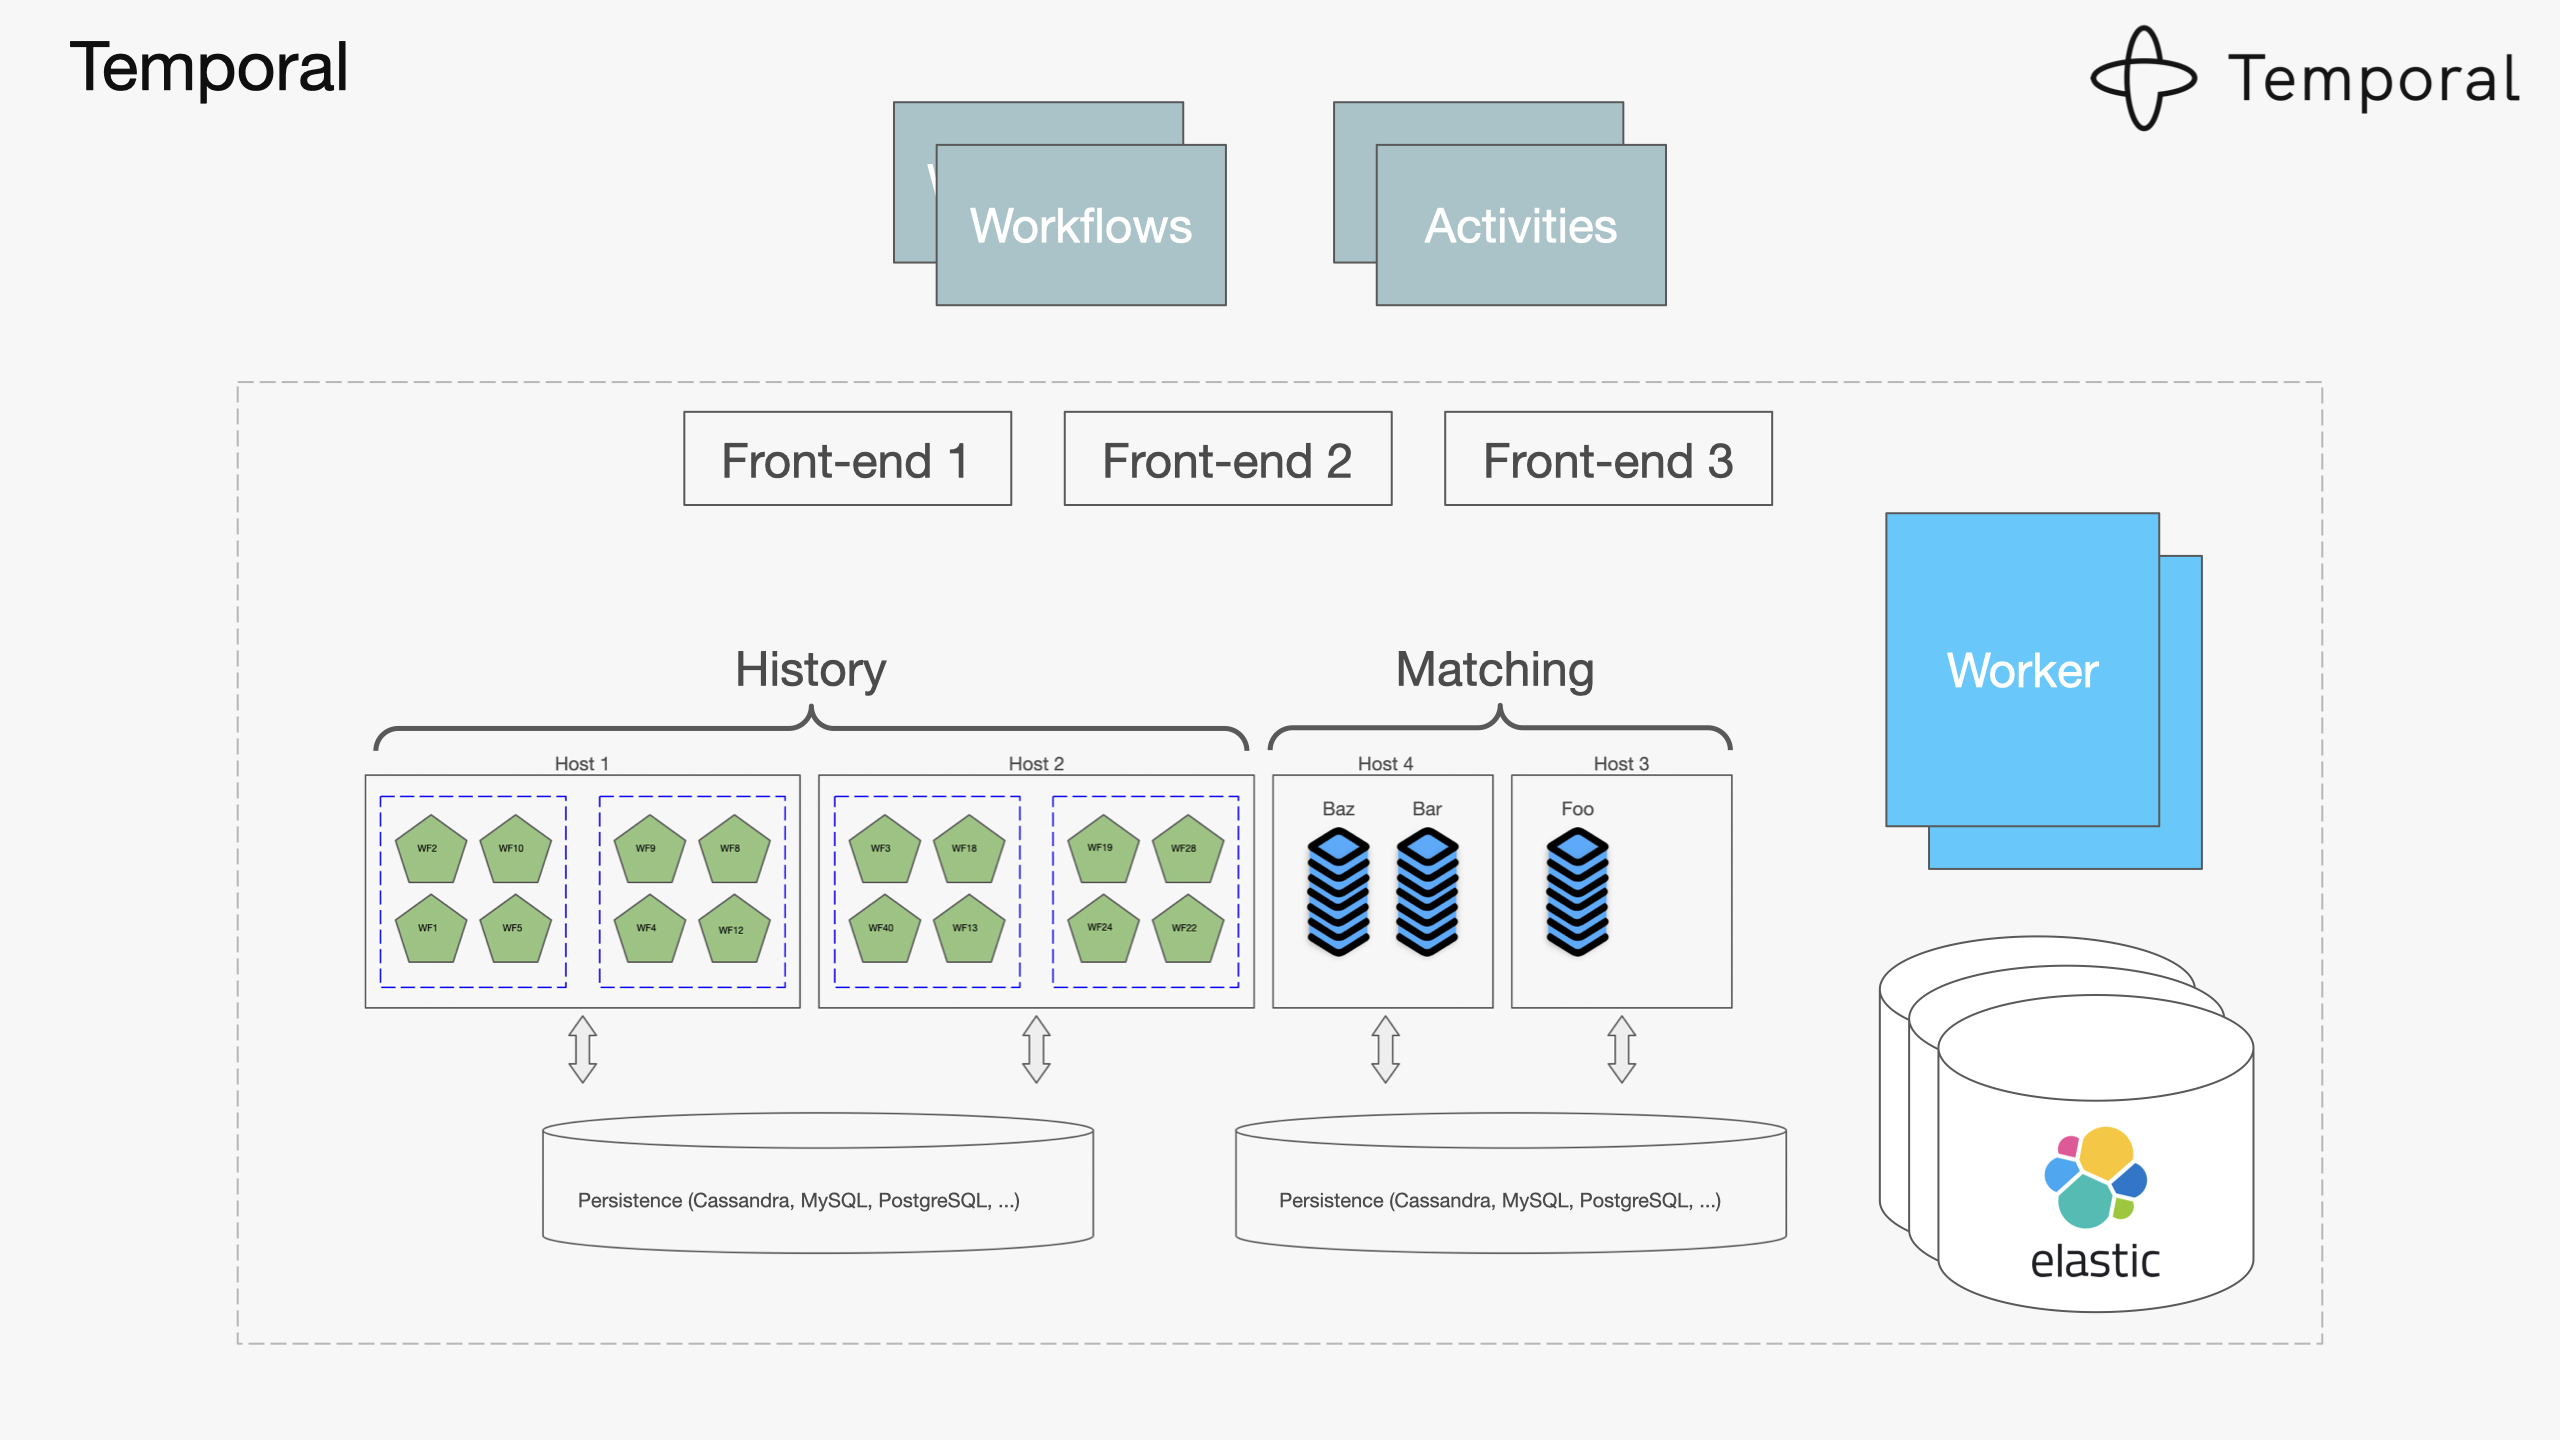 Temporal
Temporal
Workflows
Activities
Front-end 1
Front-end 2
Front-end 3
History
Matching
Worker
Host 1
Host 2
Host 4
Host 3
Baz
Bar
Foo
WF2
WF10
WF9
WF8
WF3
WF18
WF19
WF28
WF1
WF5
WF4
WF12
WF40
WF13
WF24
WF22
Persistence (Cassandra, MySQL, PostgreSQL, ...)
Persistence (Cassandra, MySQL, PostgreSQL, ...)
elastic